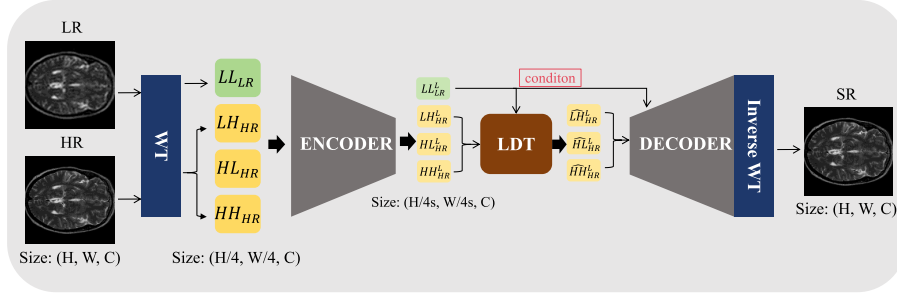 LR
HR
Size: (H, W, C)
WT
LL_LR
LH_HR
HL_HR
HH_HR
Size: (H/4, W/4, C)
ENCODER
LL^L_LR
LH^L_HR
HL^L_HR
HH^L_HR
Size: (H/4s, W/4s, C)
conditon
LDT
\widehat{LH}^L_HR
\widehat{HL}^L_HR
\widehat{HH}^L_HR
DECODER
Inverse WT
SR
Size: (H, W, C)